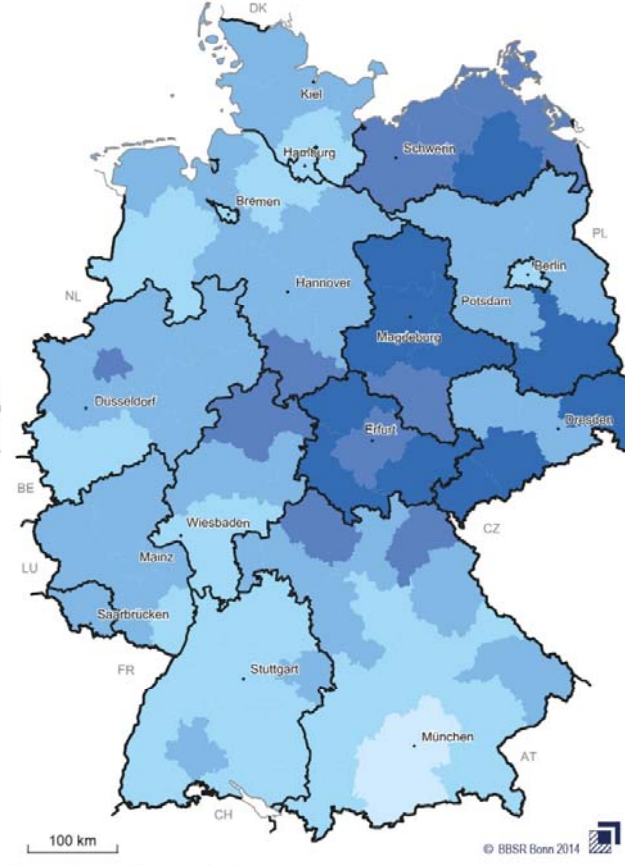 DK
Kiel
Hamburg
Schwerin
Bremen
PL
Berlin
Hannover
NL
Potsdam
Magdeburg
Düsseldorf
Erfurt
Dresden
BE
Wiesbaden
CZ
LU
Mainz
Saarbrücken
FR
Stuttgart
München
AT
CH
100 km
© BBSR Bonn 2014